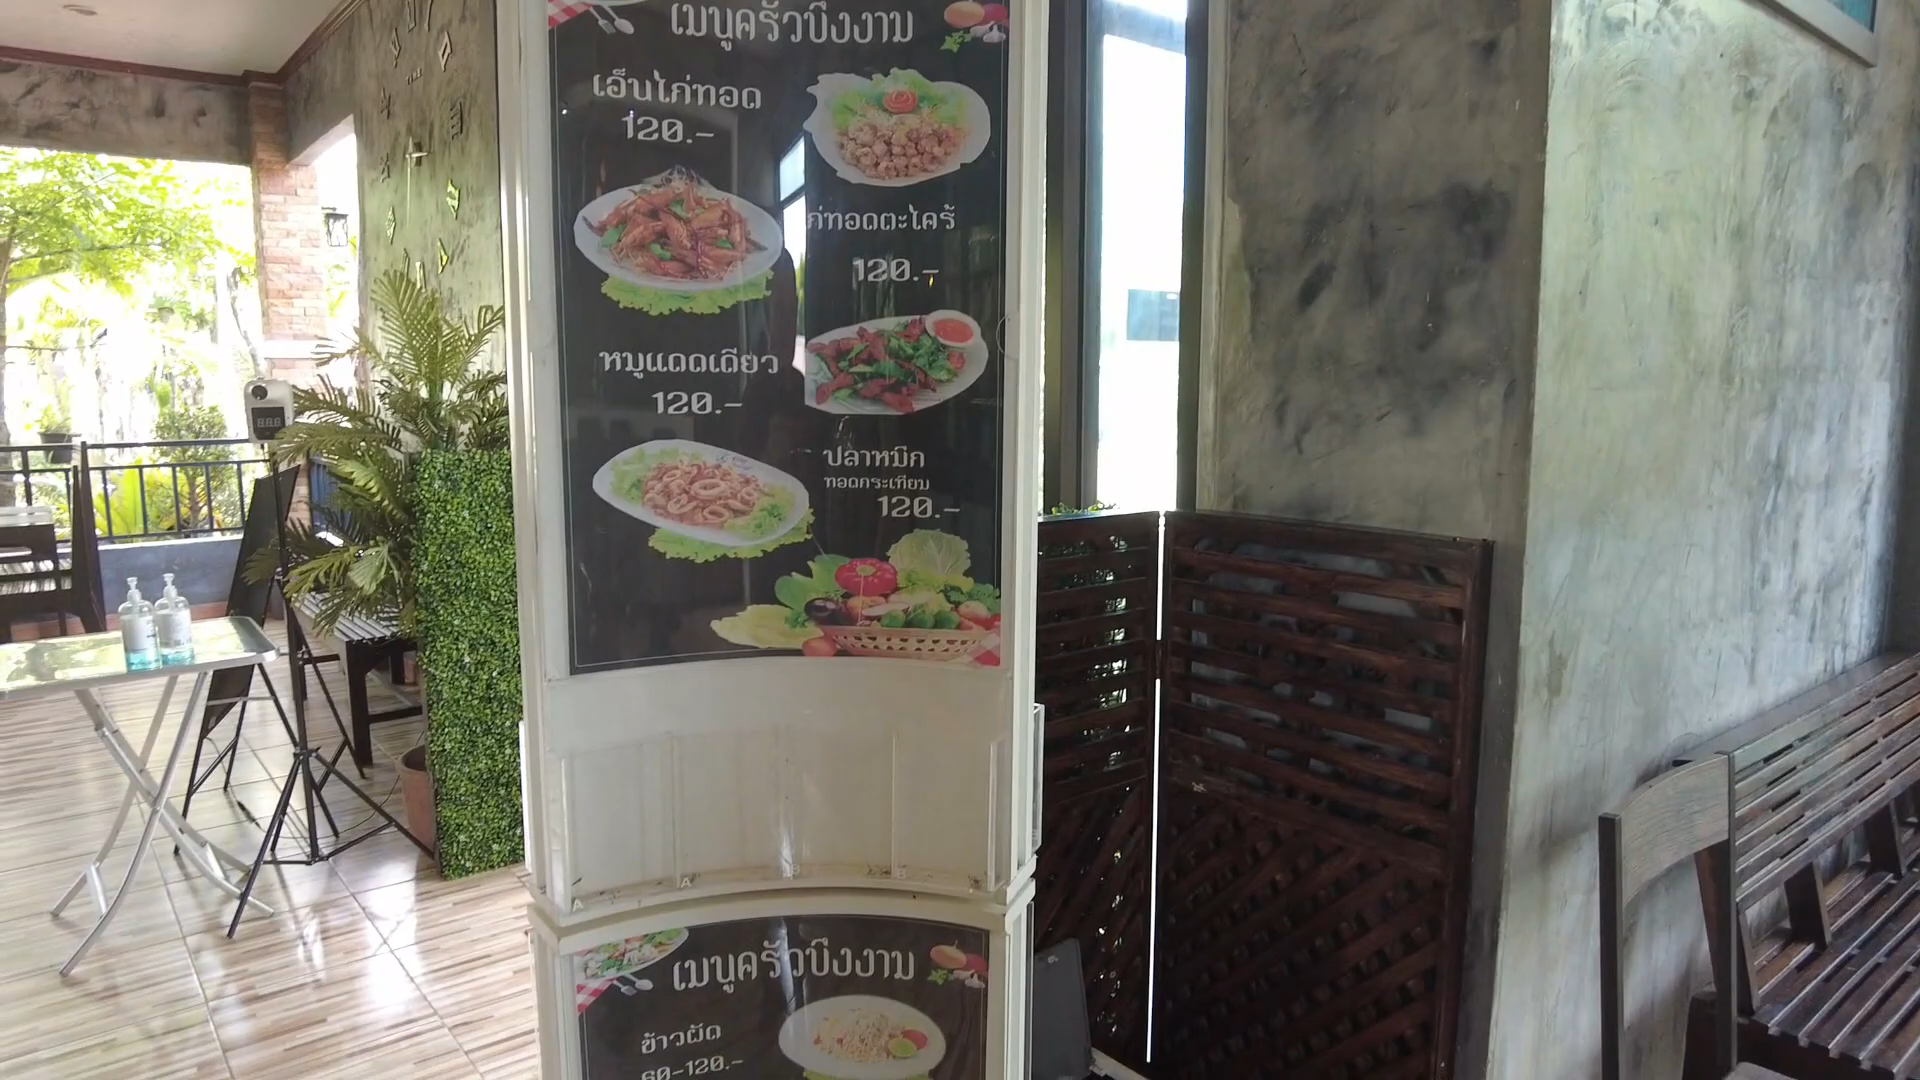 เมนูครัวบึงงาม
เอ็นไก่ทอด
120.-
ก่ทอดตะไคร้
120.-
หมูแดดเดียว
120.-
ปลาหมึก
ทอดกระเทียม
120.-
เมนูครัวบึงงาม
ข้าวผัด
60-120.-